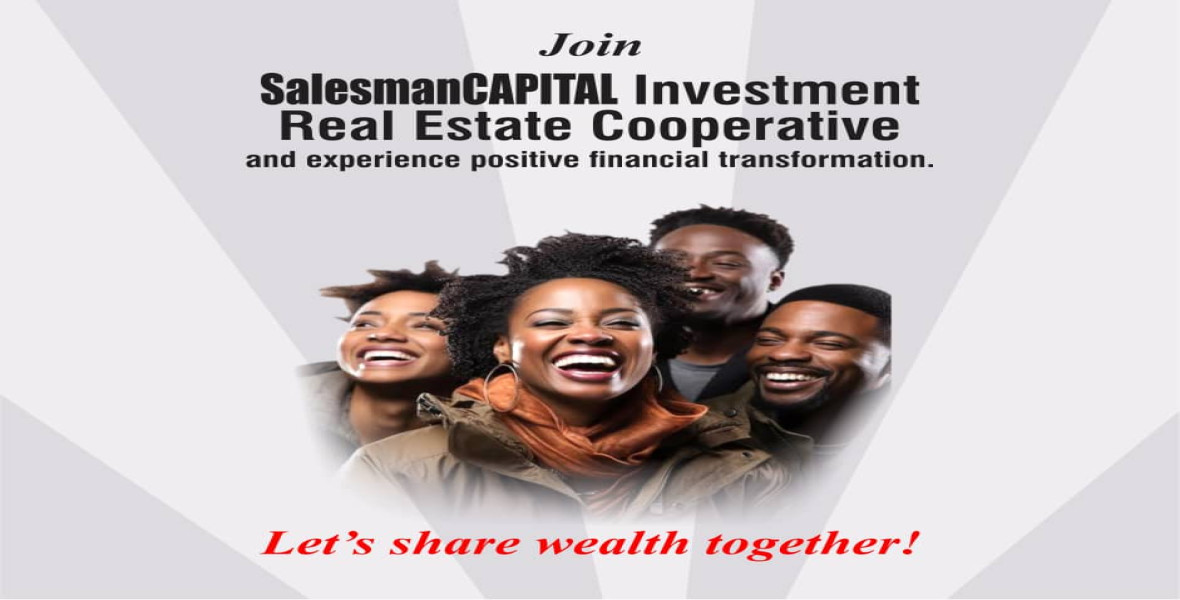 Join
SalesmanCAPITAL Investment
Real Estate Cooperative
and experience positive financial transformation.
Let's share wealth together!